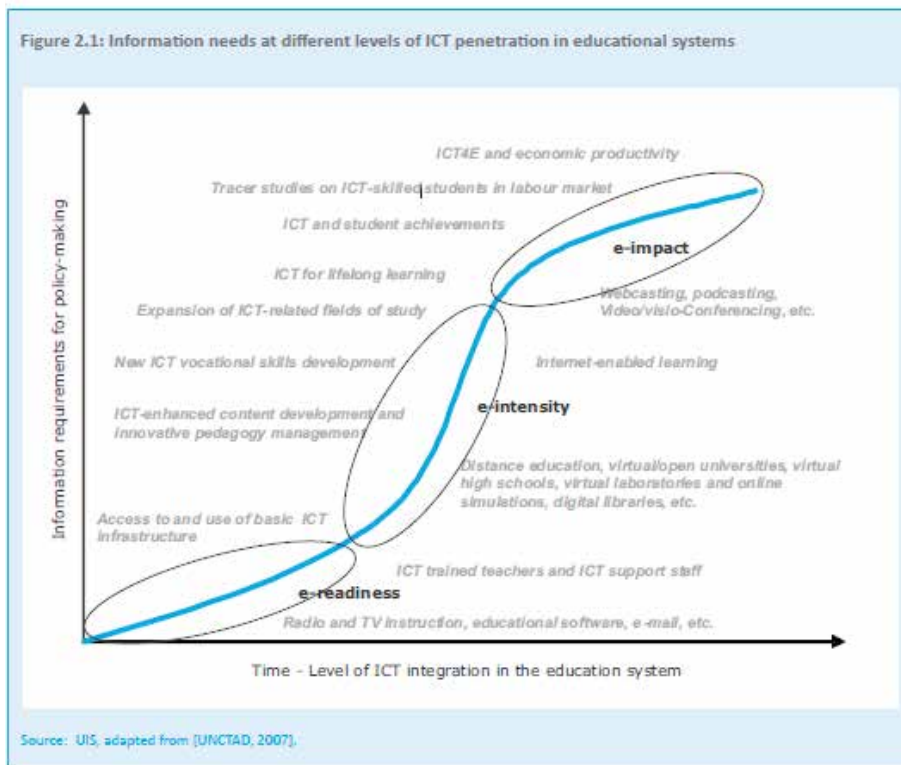 Figure 2.1: Information needs at different levels of ICT penetration in educational systems
Information requirements for policy-making
ICT4E and economic productivity
Tracer studies on ICT-skilled students in labour market
ICT and student achievements
e-impact
ICT for lifelong learning
Webcasting, podcasting,
Video/visio-Conferencing, etc.
Expansion of ICT-related fields of study
New ICT vocational skills development
Internet-enabled learning
e-intensity
ICT-enhanced content development and
innovative pedagogy management
Distance education, virtual/open universities, virtual
high schools, virtual laboratories and online
simulations, digital libraries, etc.
Access to and use of basic ICT
infrastructure
ICT trained teachers and ICT support staff
e-readiness
Radio and TV instruction, educational software, e-mail, etc.
Time - Level of ICT integration in the education system
Source: UIS, adapted from [UNCTAD, 2007].